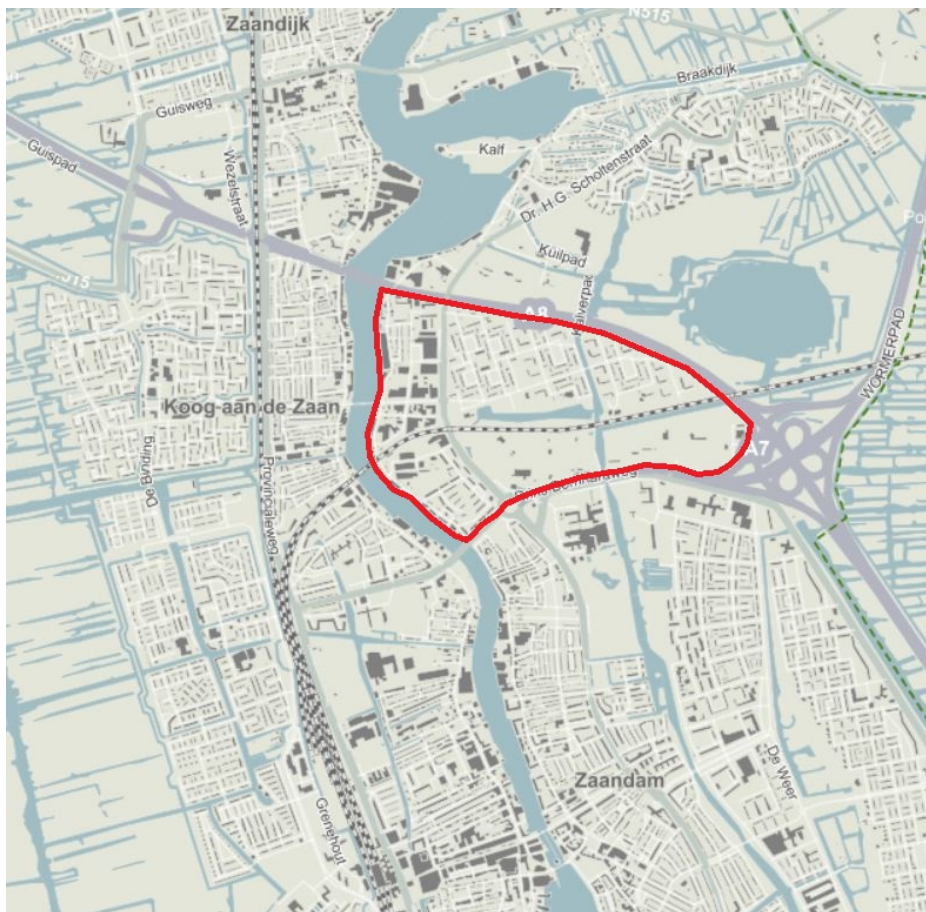 Zaandijk
N515
Braakdijk
Guisweg
Kalf
Guispad
Wezelstraat
Dr. H.G. Scholtenstraat
Kuilpad
Kalverpad
A8
WORMERPAD
Koog aan de Zaan
De Binding
Provincialeweg
A7
Zaandam
De Weer
Grenehout